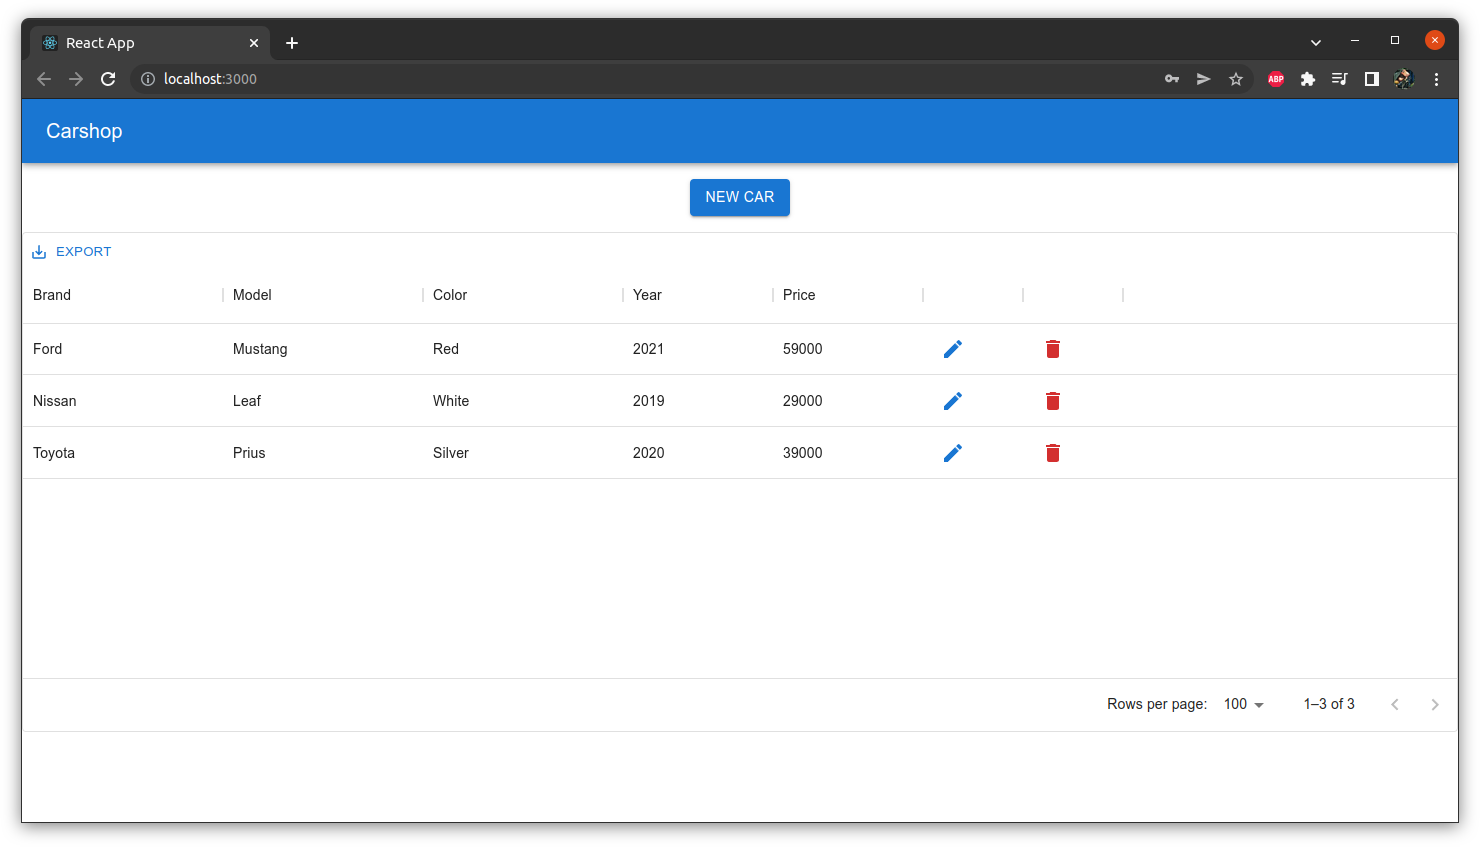 React App
localhost:3000
ABP
Carshop
NEW CAR
EXPORT
Brand Model Color Year Price
Ford Mustang Red 2021 59000
Nissan Leaf White 2019 29000
Toyota Prius Silver 2020 39000
Rows per page: 100 1–3 of 3